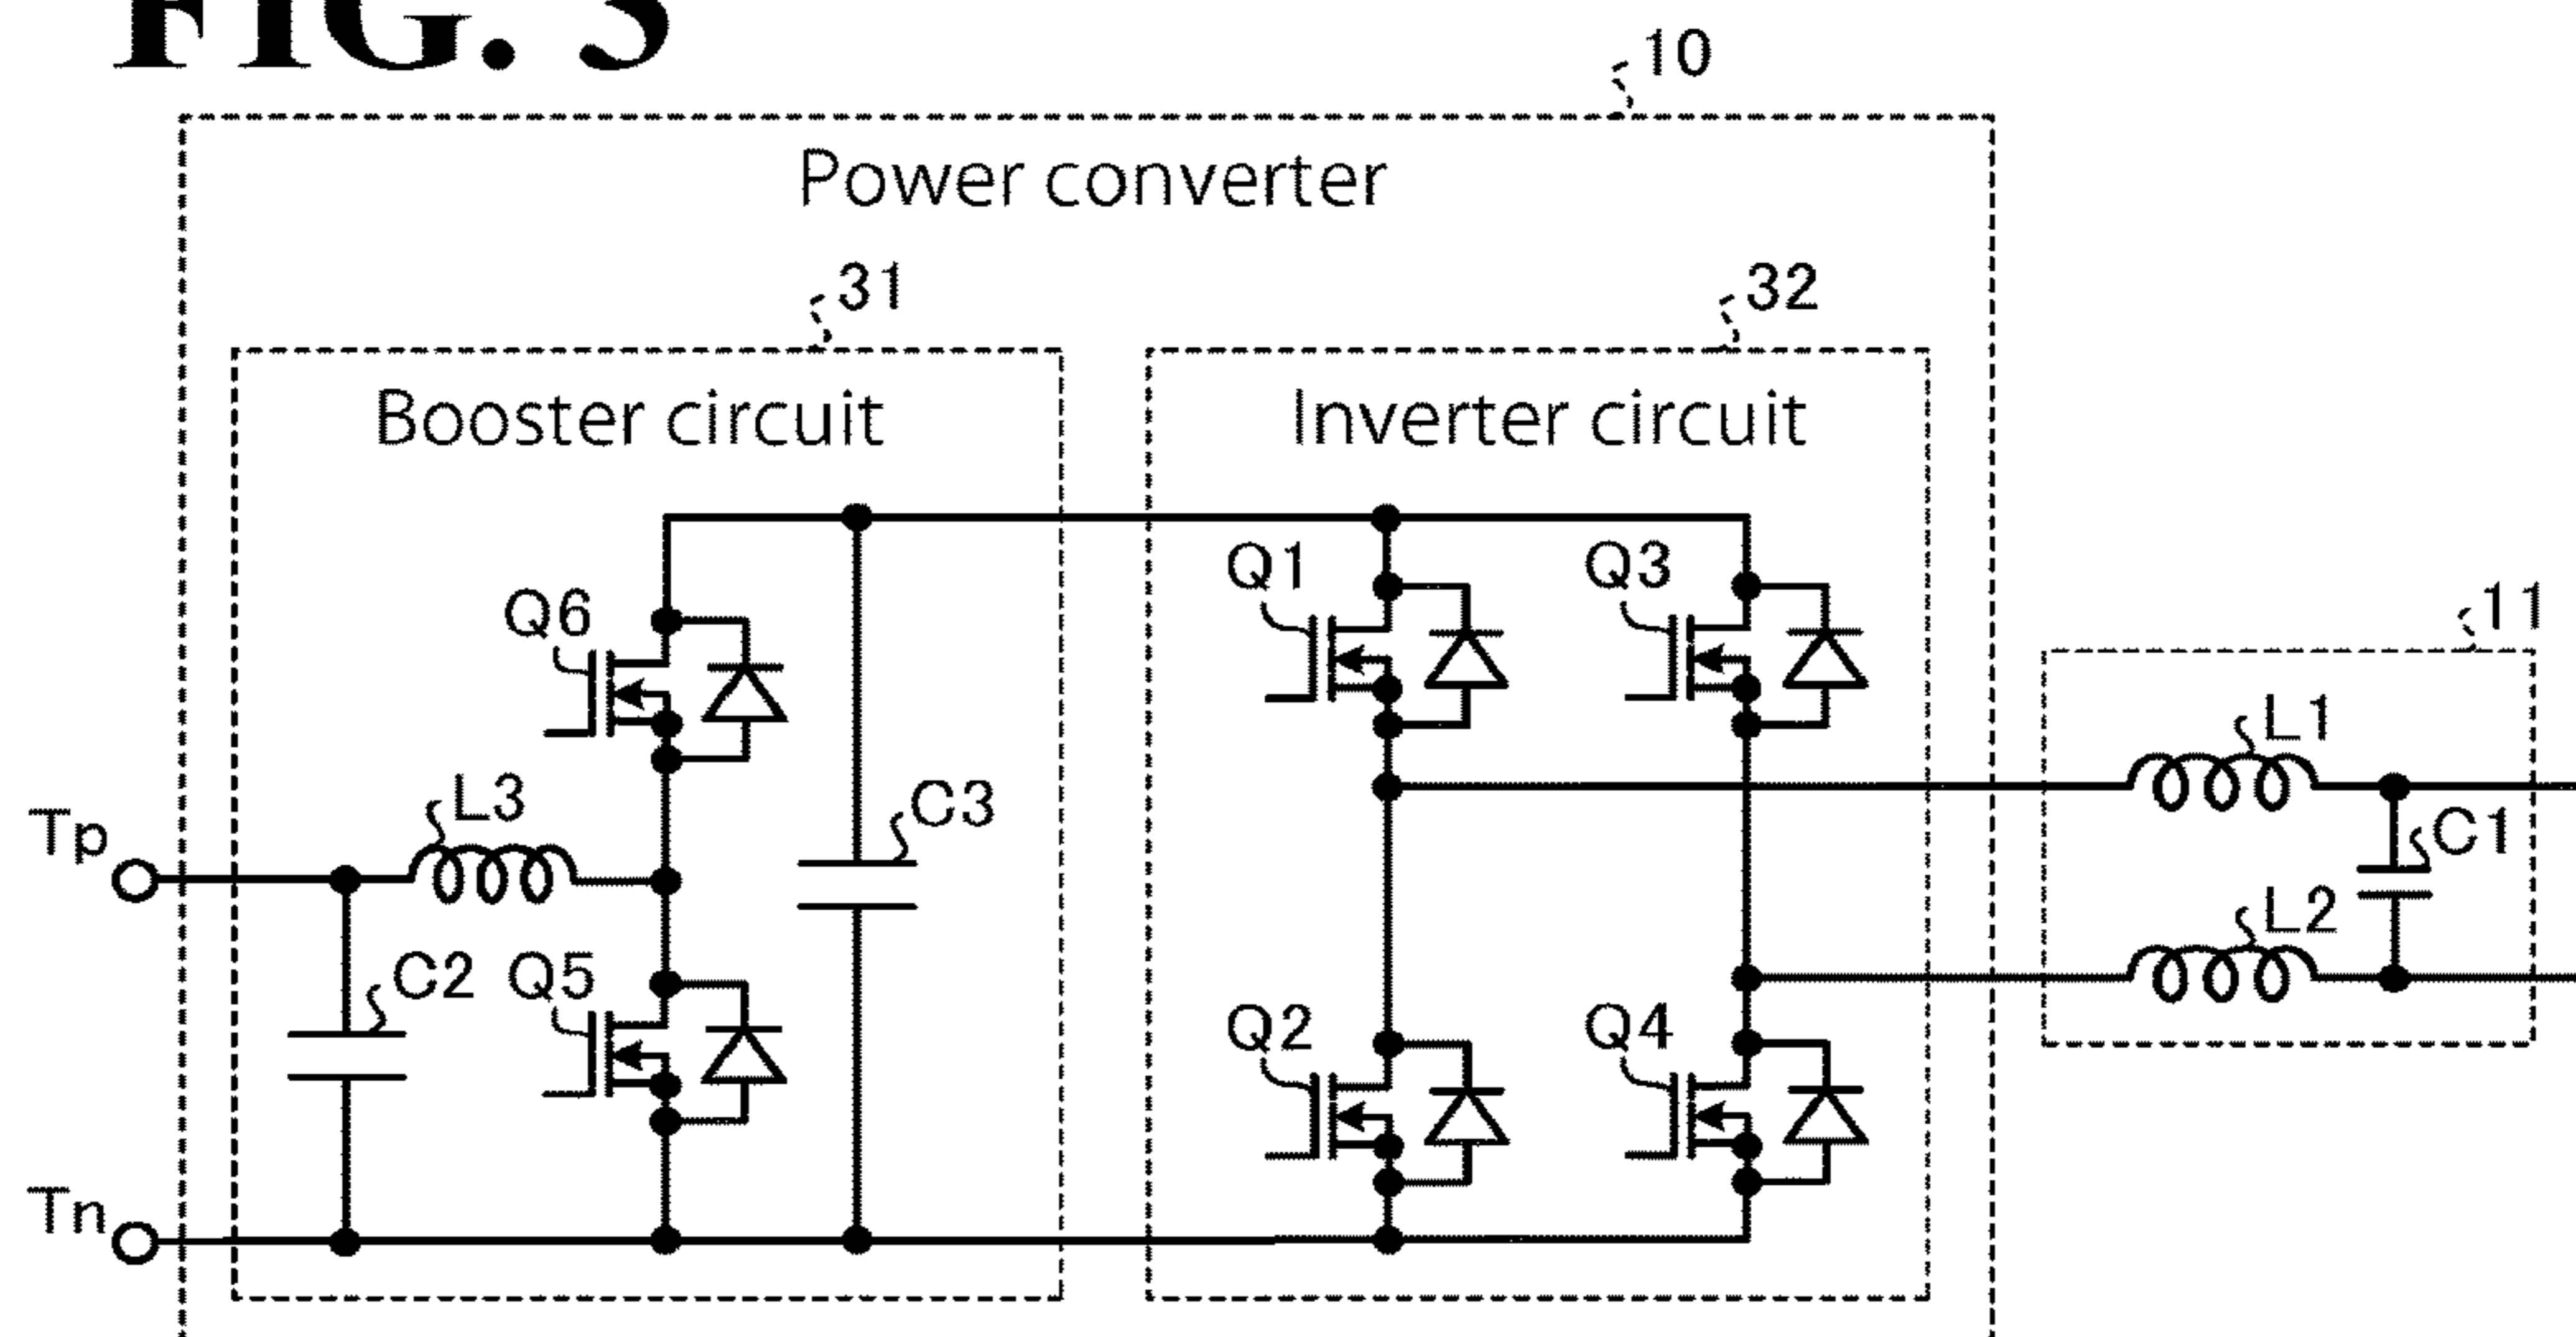 FIG.
10
Power converter
31
32
Booster circuit
Inverter circuit
Q1
Q3
Q6
11
L1
L3
C3
Tp
C1
L2
C2
Q5
Q2
Q4
Tn